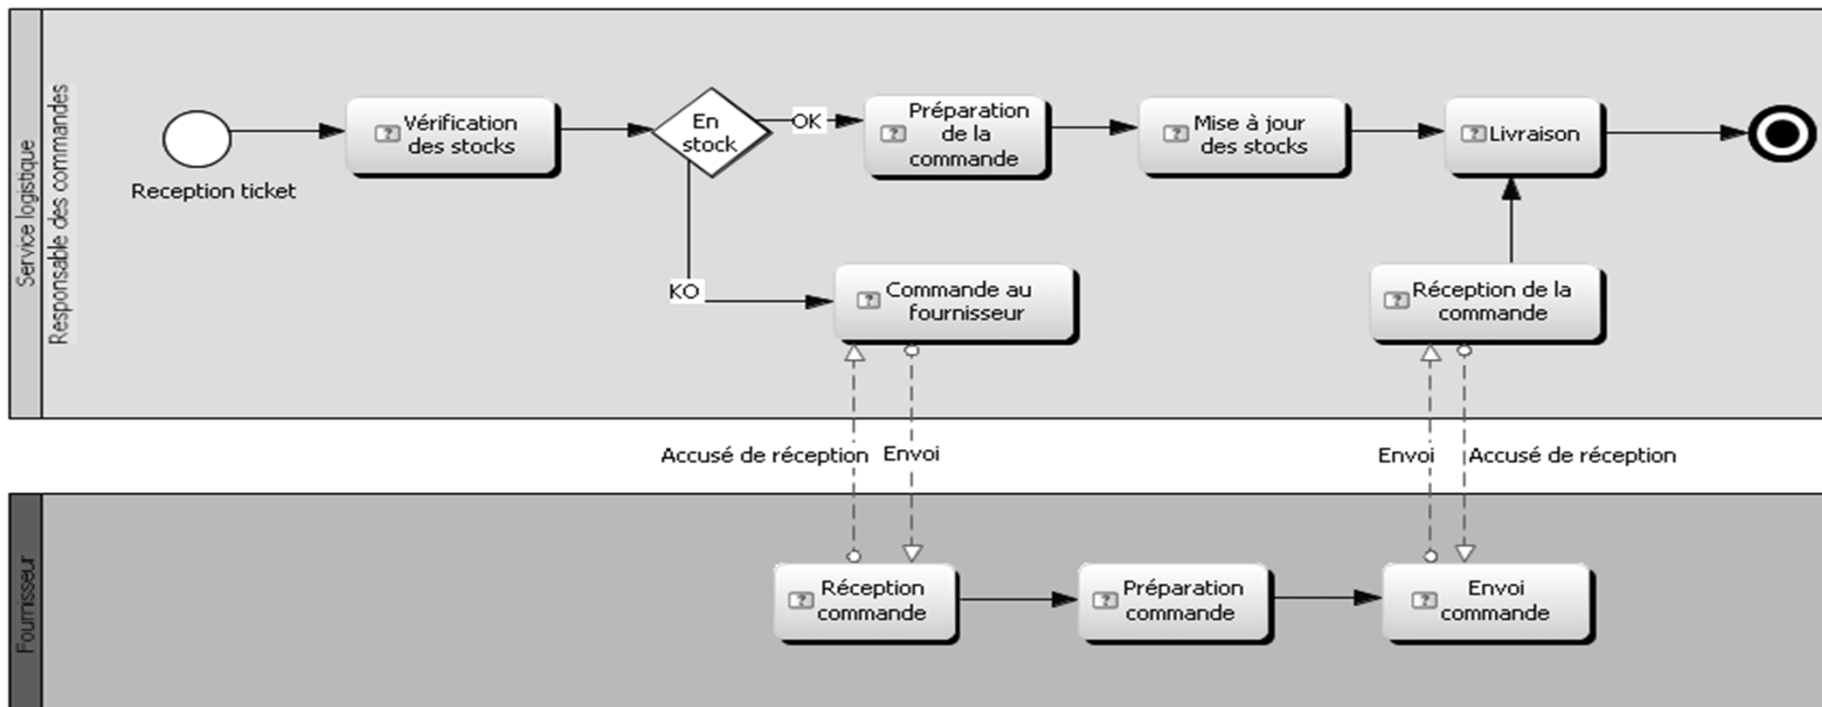 Service logistique
Responsable des commandes
Reception ticket
Vérification
des stocks
En
stock
OK
Préparation
de la
commande
Mise à jour
des stocks
Livraison
KO
Commande au
fournisseur
Réception de la
commande
Accusé de réception
Envoi
Envoi
Accusé de réception
Fournisseur
Réception
commande
Préparation
commande
Envoi
commande